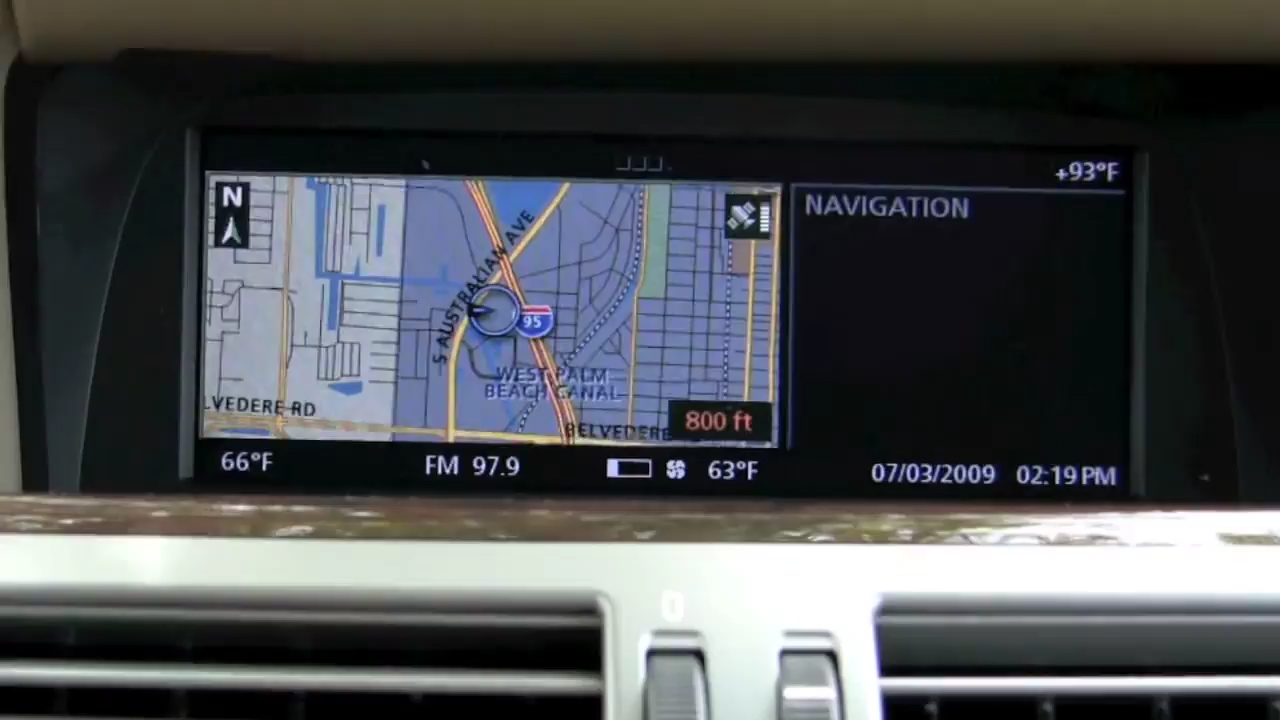 +93°F
N
NAVIGATION
S AUSTRALIAN AVE
95
WEST PALM
BEACH CANAL
LVEDERE RD
800 ft
BELVEDERE
66°F
FM 97.9
63°F
07/03/2009
02:19 PM
0